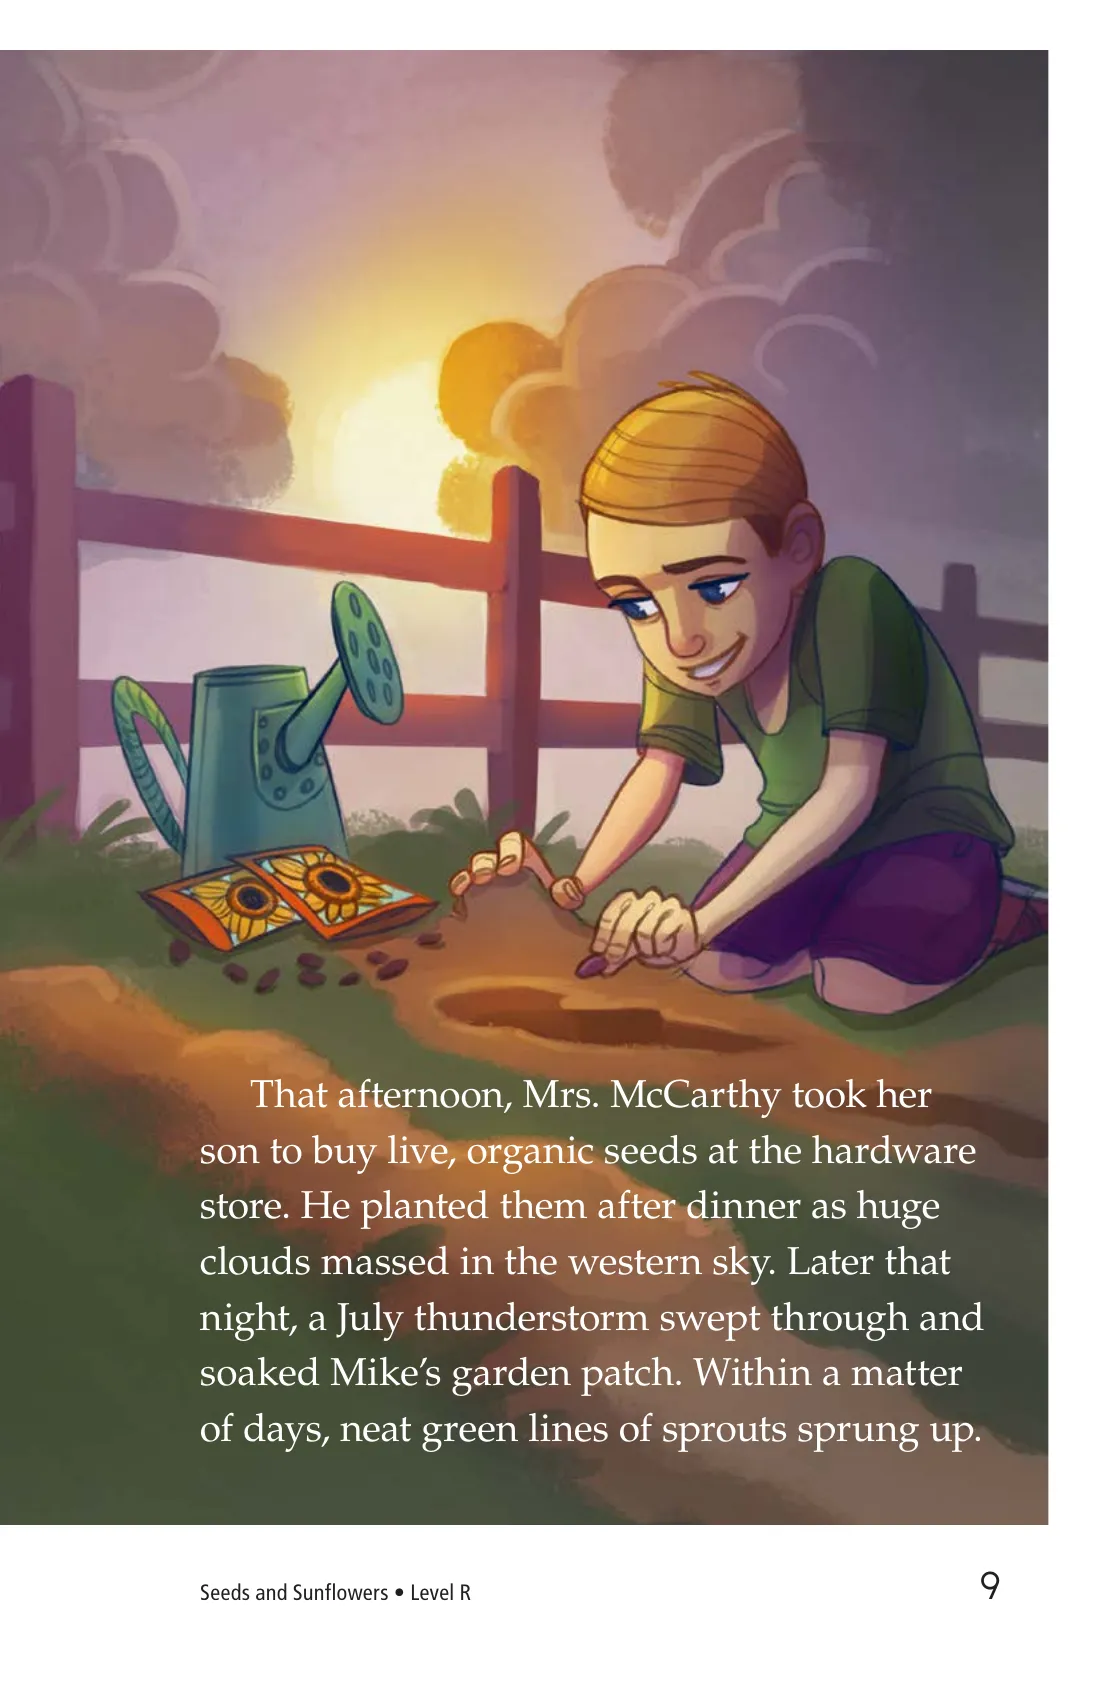 That afternoon, Mrs. McCarthy took her
son to buy live, organic seeds at the hardware
store. He planted them after dinner as huge
clouds massed in the western sky. Later that
night, a July thunderstorm swept through and
soaked Mike’s garden patch. Within a matter
of days, neat green lines of sprouts sprung up.
Seeds and Sunflowers • Level R
9